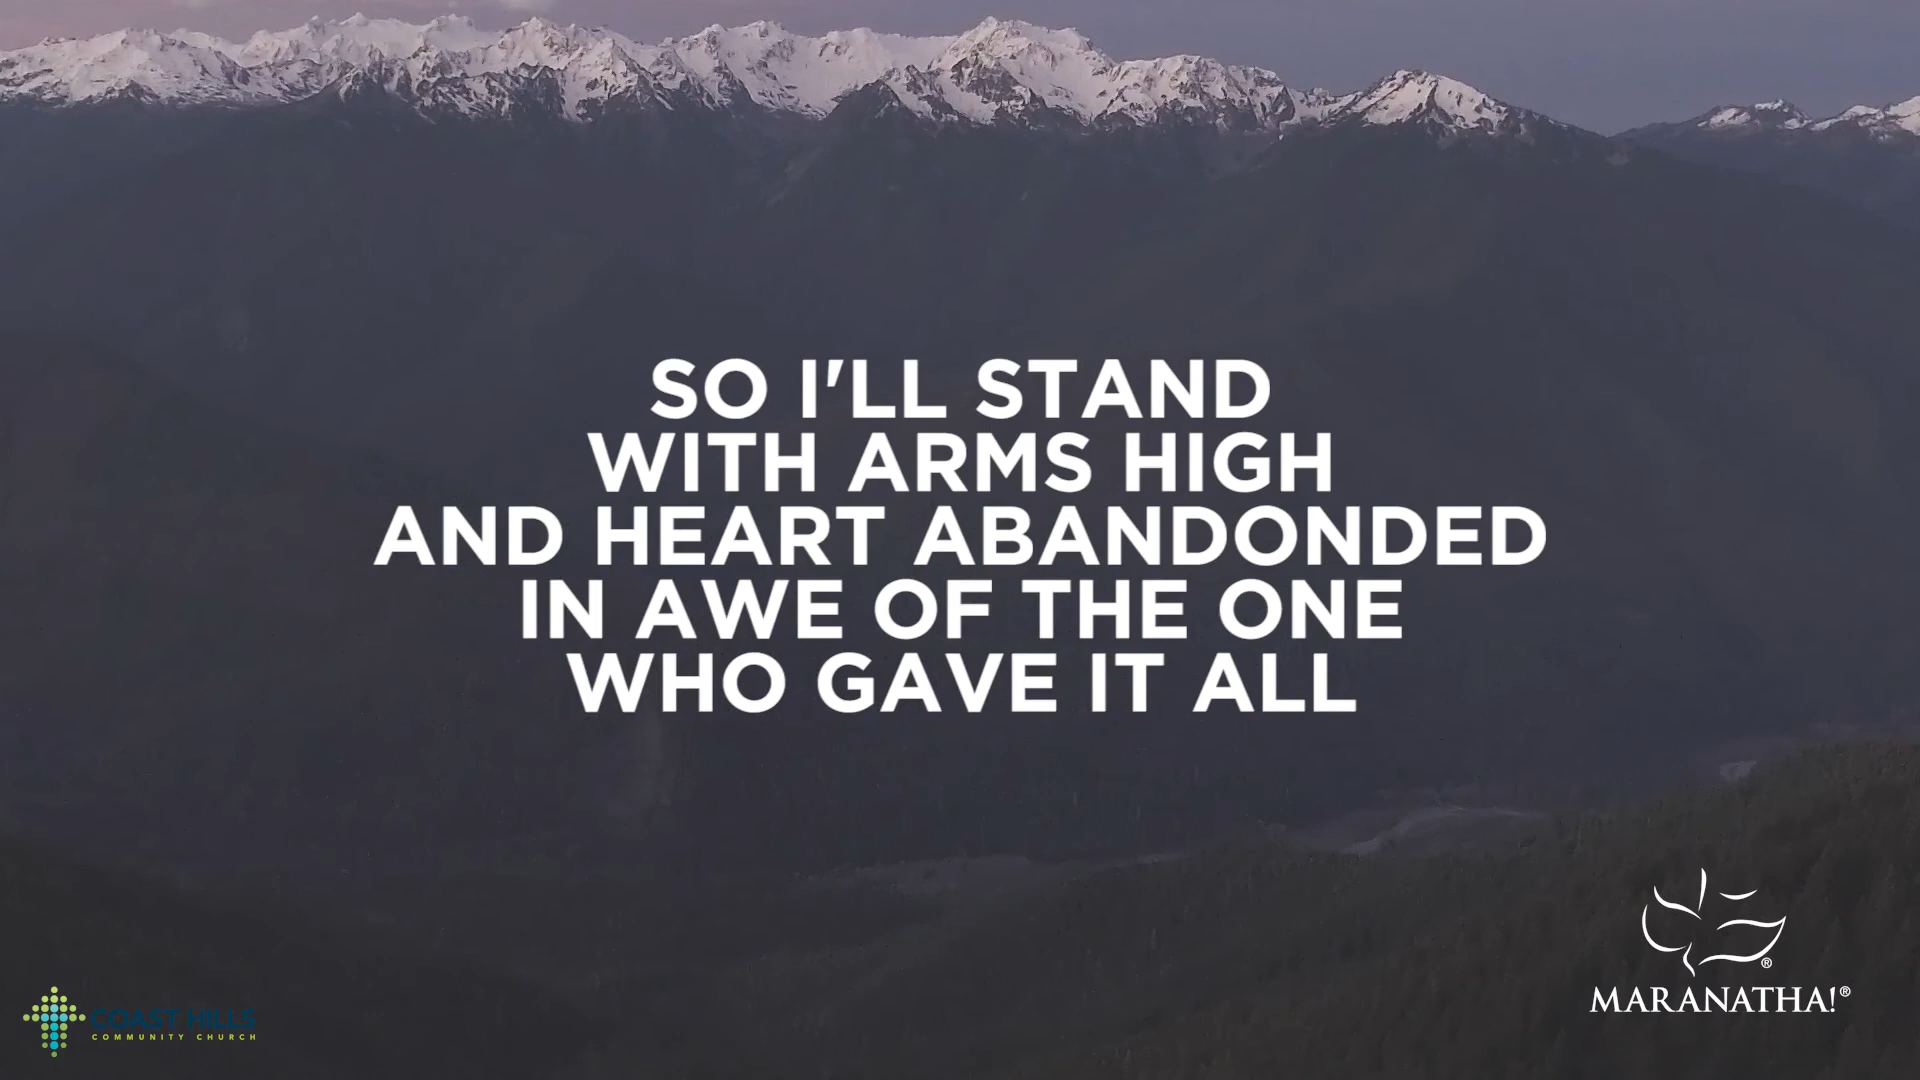 SO I'LL STAND
WITH ARMS HIGH
AND HEART ABANDONDED
IN AWE OF THE ONE
WHO GAVE IT ALL
COAST HILLS
COMMUNITY CHURCH
MARANATHA!®